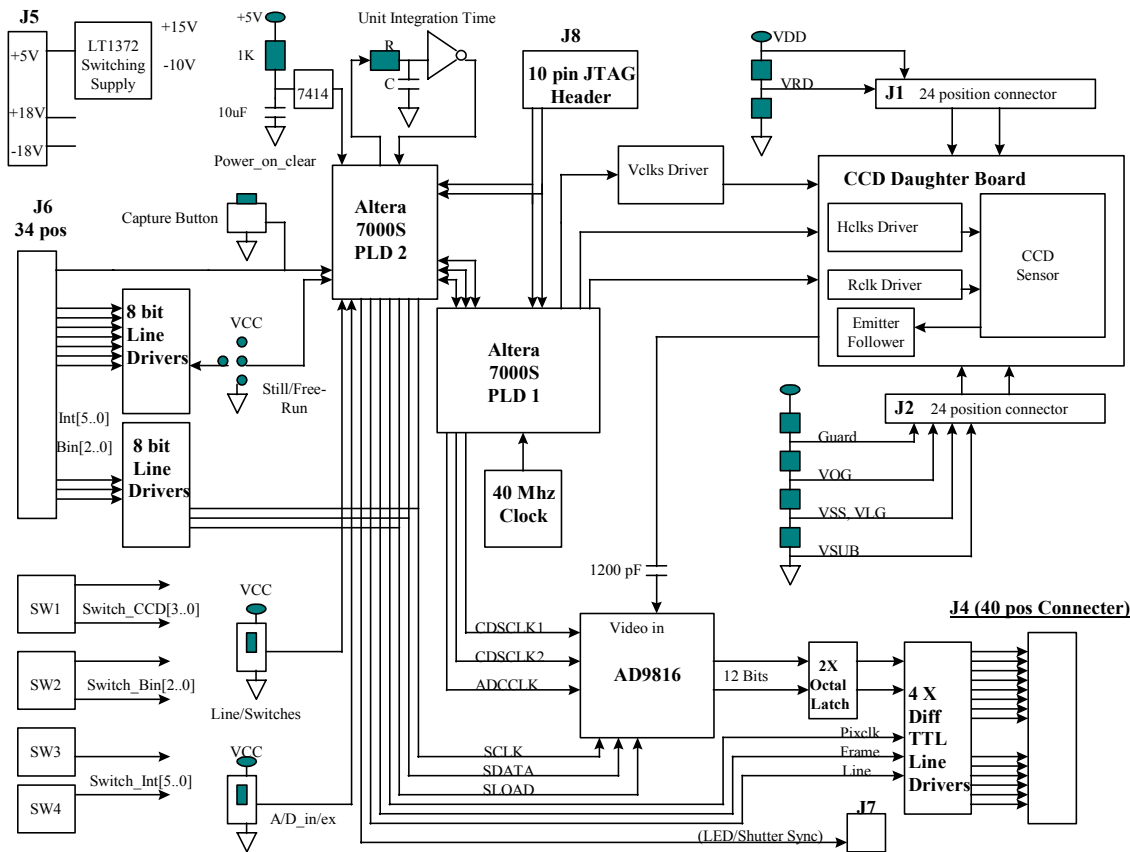 J5
+5V
+18V
-18V
LT1372
Switching
Supply
+15V
-10V
+5V
1K
10uF
7414
Power_on_clear
Unit Integration Time
R
C
J8
10 pin JTAG
Header
VDD
VRD
J1 24 position connector
J6
34 pos
Capture Button
Altera
7000S
PLD 2
Vclks Driver
CCD Daughter Board
Hclks Driver
Rclk Driver
Emitter
Follower
CCD
Sensor
8 bit
Line
Drivers
VCC
Still/Free-
Run
Altera
7000S
PLD 1
J2 24 position connector
Int[5..0]
Bin[2..0]
8 bit
Line
Drivers
40 Mhz
Clock
Guard
VOG
VSS, VLG
VSUB
1200 pF
SW1
Switch_CCD[3..0]
SW2
Switch_Bin[2..0]
SW3
Switch_Int[5..0]
SW4
VCC
Line/Switches
VCC
A/D_in/ex
CDSCLK1
CDSCLK2
ADCCLK
Video in
AD9816
SCLK
SDATA
SLOAD
12 Bits
2X
Octal
Latch
Pixclk
Frame
Line
4 X
Diff
TTL
Line
Drivers
J4 (40 pos Connecter)
(LED/Shutter Sync)
J7